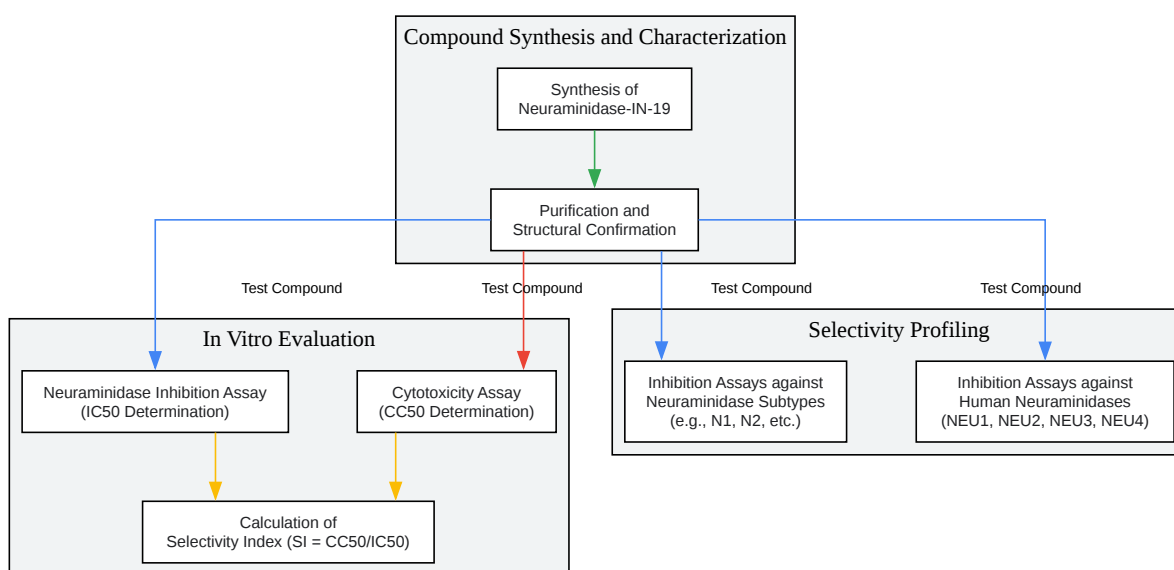 Compound Synthesis and Characterization
Synthesis of
Neuraminidase-IN-19
Purification and
Structural Confirmation
Test Compound
Test Compound
Test Compound
Test Compound
In Vitro Evaluation
Neuraminidase Inhibition Assay
(IC50 Determination)
Cytotoxicity Assay
(CC50 Determination)
Calculation of
Selectivity Index (SI = CC50/IC50)
Selectivity Profiling
Inhibition Assays against
Neuraminidase Subtypes
(e.g., N1, N2, etc.)
Inhibition Assays against
Human Neuraminidases
(NEU1, NEU2, NEU3, NEU4)